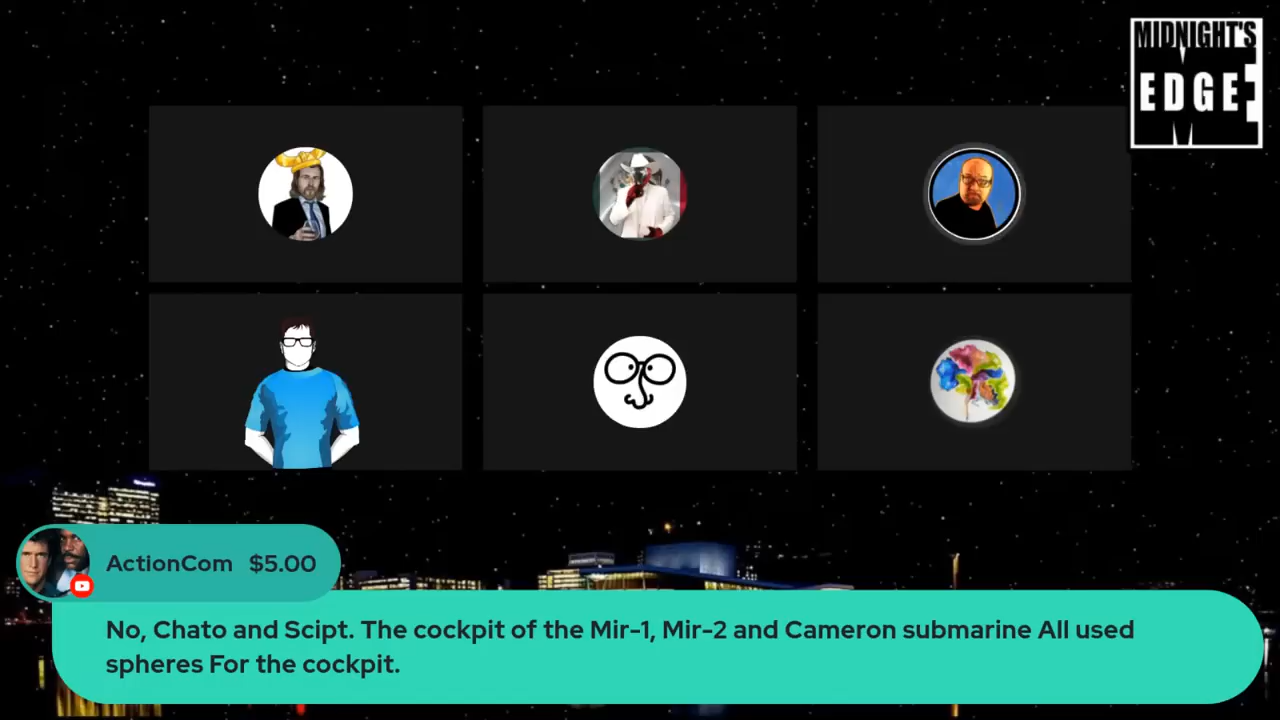 MIDNIGHT'S
EDGE
ActionCom $5.00
No, Chato and Scipt. The cockpit of the Mir-1, Mir-2 and Cameron submarine All used
spheres For the cockpit.